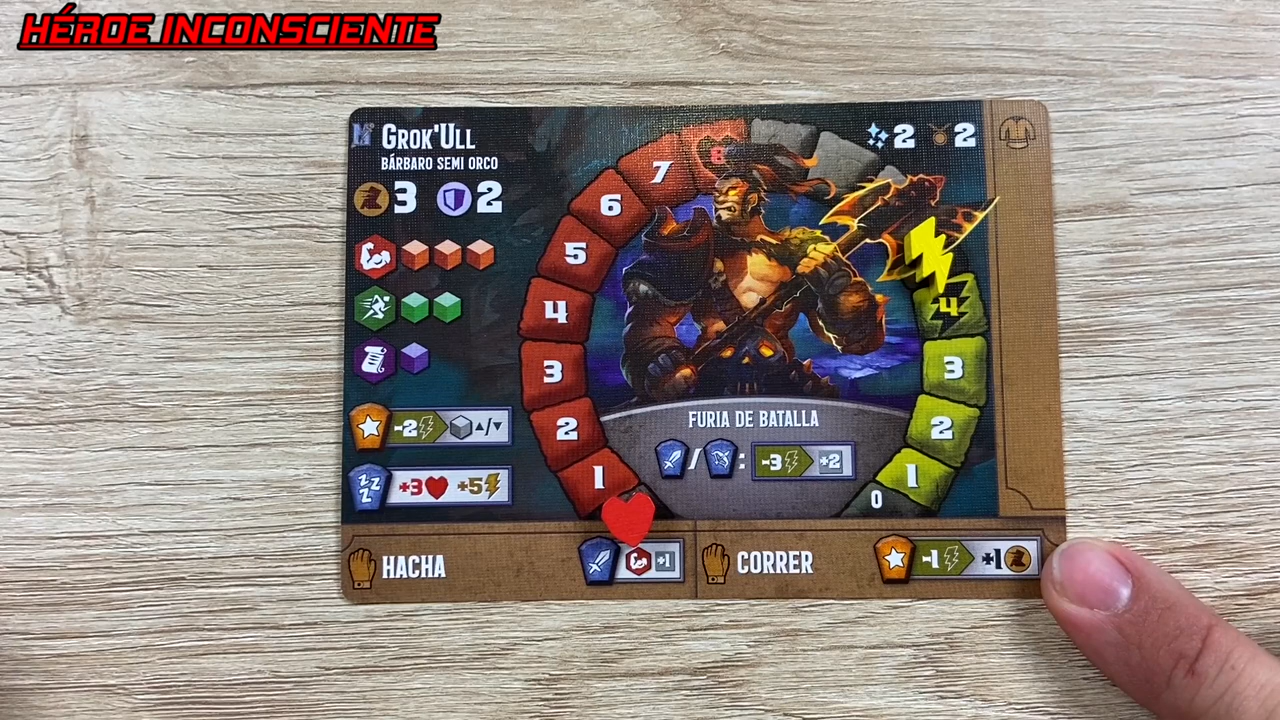 HÉROE INCONSCIENTE
GROK'ULL
BÁRBARO SEMI ORCO
3 2
2 2
8
7
6
5
4
3
2
1
4
3
2
1
0
-2 ▲/▼
ZZZ +3 +5
FURIA DE BATALLA
/ : -3 +2
HACHA +1
CORRER -1 +1